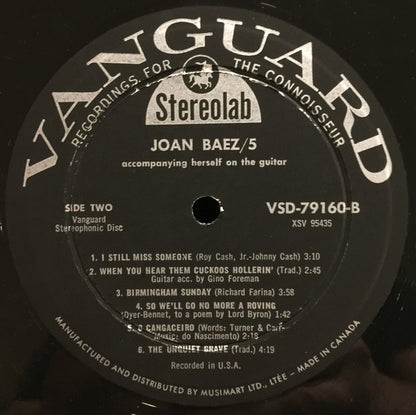 VANGUARD
RECORDINGS FOR THE CONNOISSEUR
Stereolab
JOAN BAEZ/5
accompanying herself on the guitar
SIDE TWO
Vanguard
Stereophonic Disc
VSD-79160-B
XSV 95435
1. I STILL MISS SOMEONE (Roy Cash, Jr.-Johnny Cash) 3:10
2. WHEN YOU HEAR THEM CUCKOOS HOLLERIN' (Trad.) 2:45
Guitar acc. by Gino Foreman
3. BIRMINGHAM SUNDAY (Richard Farina) 3:58
4. SO WE'LL GO NO MORE A ROVING
(Dyer-Bennet, to a poem by Lord Byron) 1:42
5. O CANGACEIRO (Words: Turner &
Music: do Nascimento) 2:18
6. THE UNQUIET GRAVE (Trad.) 4:19
Recorded in U.S.A.
MANUFACTURED AND DISTRIBUTED BY MUSIMART LTD., LTÉE - MADE IN CANADA